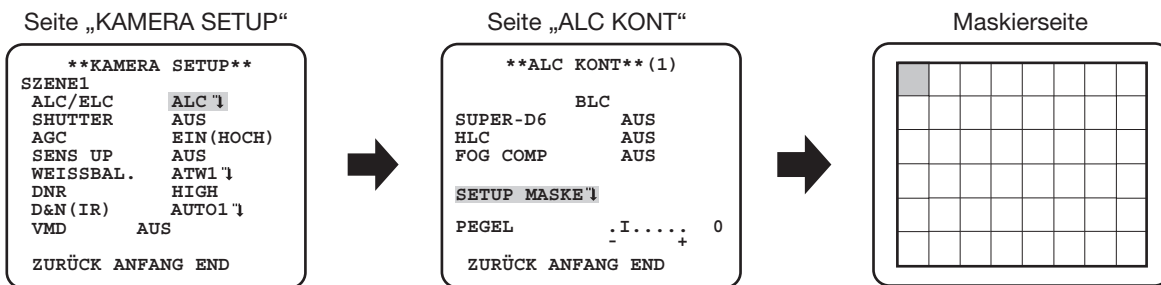 Seite „KAMERA SETUP“
**KAMERA SETUP**
SZENE1
ALC/ELC ALC
SHUTTER AUS
AGC EIN(HOCH)
SENS UP AUS
WEISSBAL. ATW1
DNR HIGH
D&N(IR) AUTO1
VMD AUS
ZURÜCK ANFANG END
Seite „ALC KONT“
**ALC KONT**(1)
BLC
SUPER-D6 AUS
HLC AUS
FOG COMP AUS
SETUP MASKE
PEGEL .I..... 0
- +
ZURÜCK ANFANG END
Maskierseite